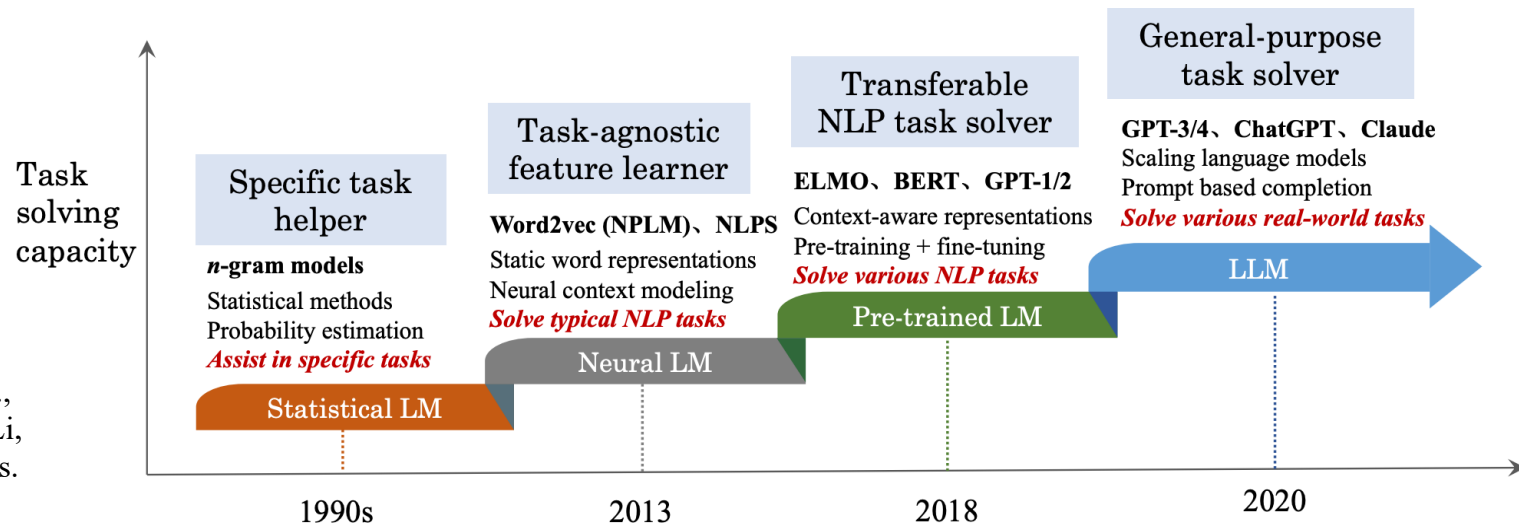 Task
solving
capacity
Specific task
helper
n-gram models
Statistical methods
Probability estimation
Assist in specific tasks
Statistical LM
1990s
Task-agnostic
feature learner
Word2vec (NPLM)、NLPS
Static word representations
Neural context modeling
Solve typical NLP tasks
Neural LM
2013
Transferable
NLP task solver
ELMO、BERT、GPT-1/2
Context-aware representations
Pre-training + fine-tuning
Solve various NLP tasks
Pre-trained LM
2018
General-purpose
task solver
GPT-3/4、ChatGPT、Claude
Scaling language models
Prompt based completion
Solve various real-world tasks
LLM
2020
Li,
s.